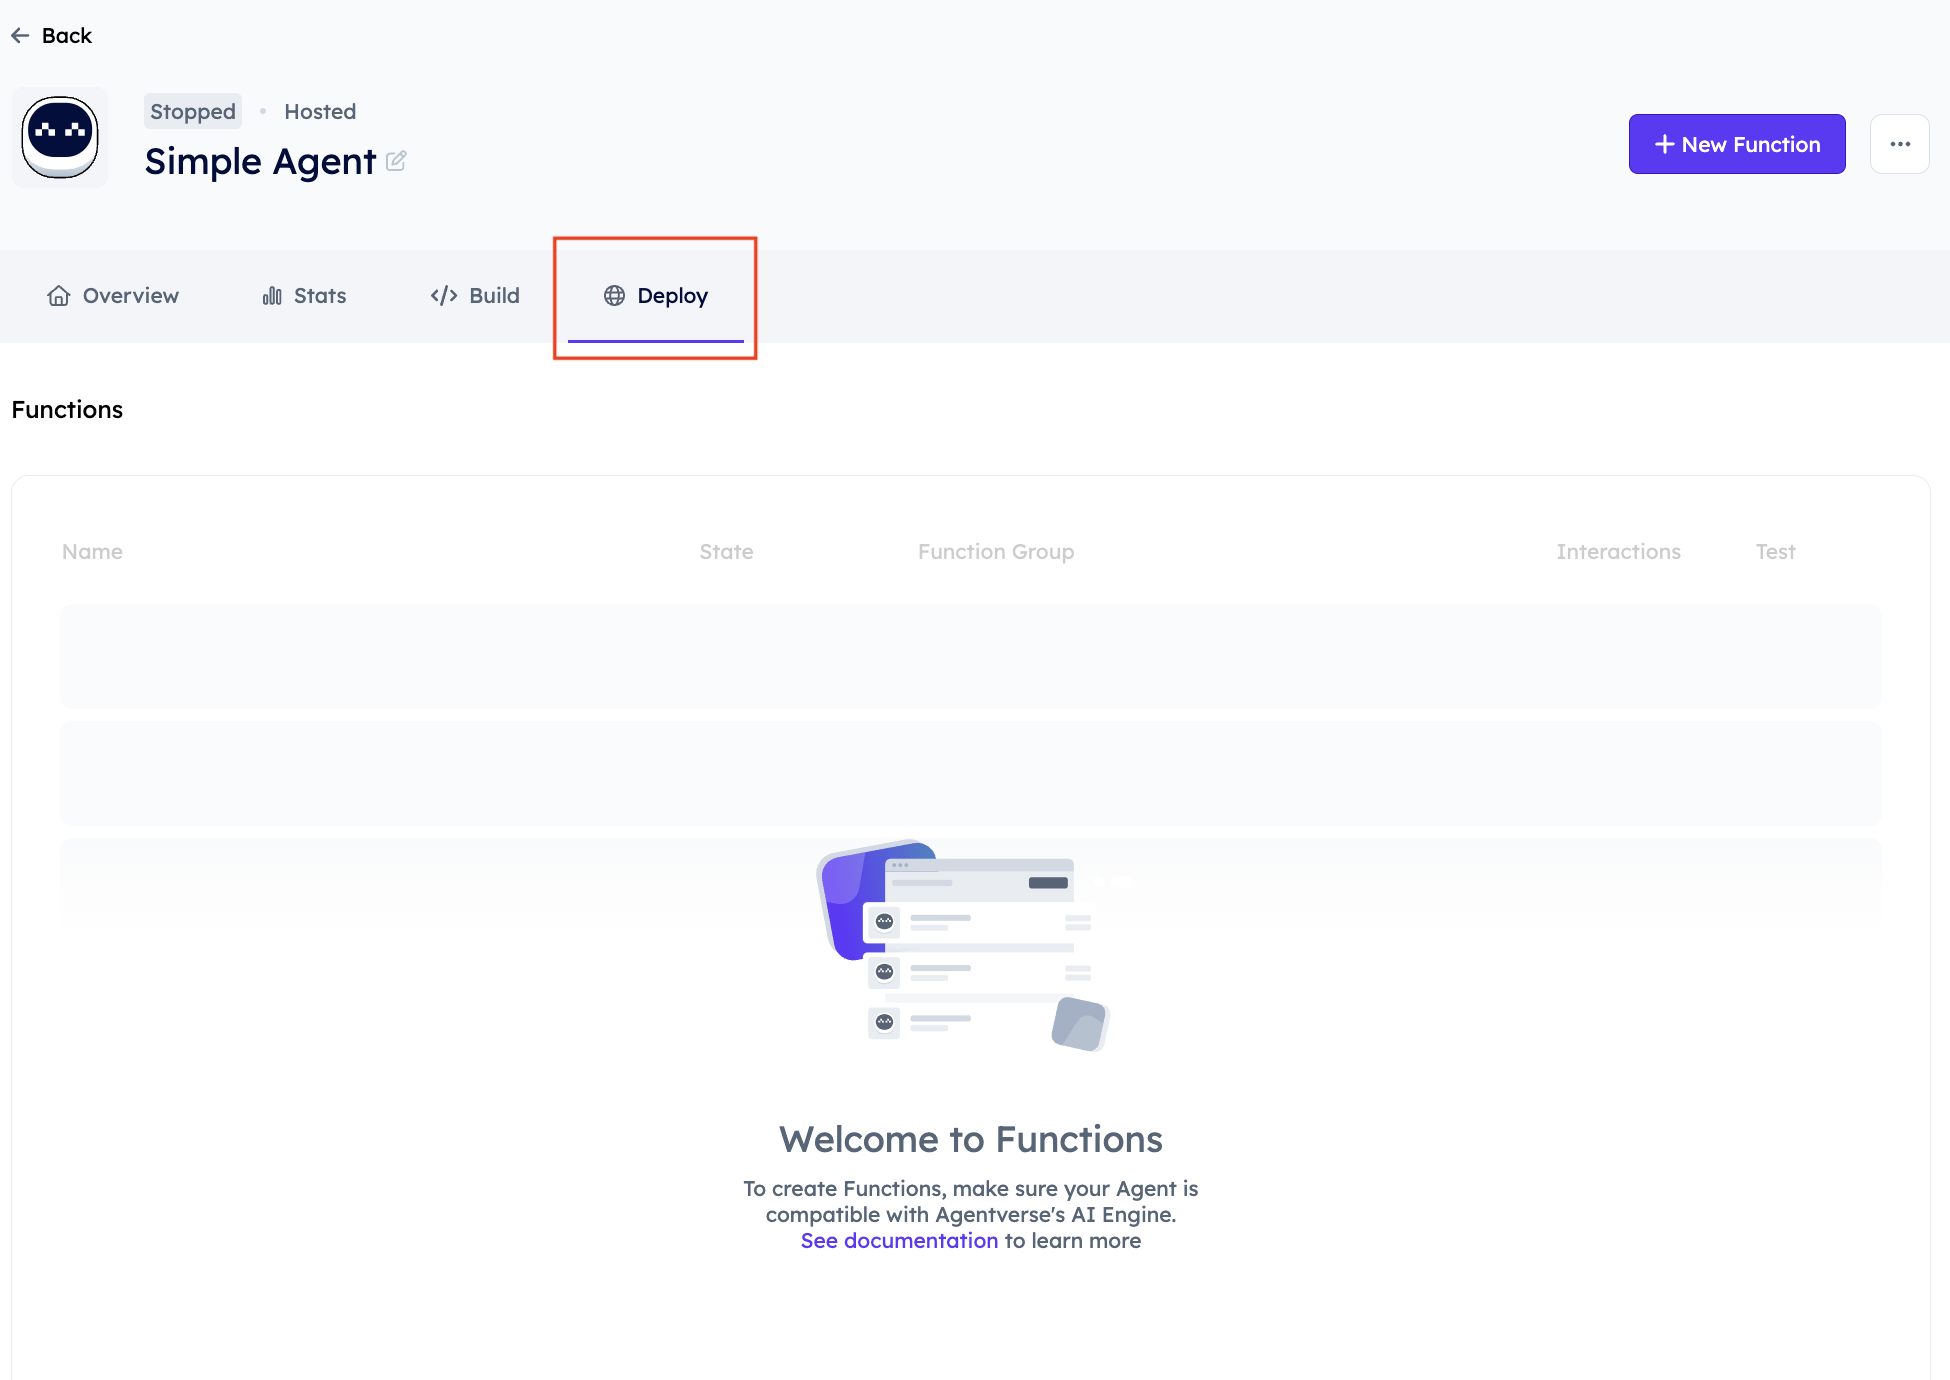 Back
Stopped • Hosted
Simple Agent
+ New Function
...
Overview Stats </> Build Deploy
Functions
Name State Function Group Interactions Test
Welcome to Functions
To create Functions, make sure your Agent is
compatible with Agentverse's AI Engine.
See documentation to learn more